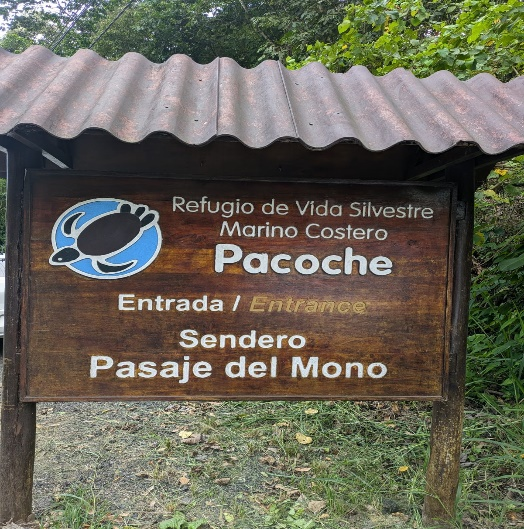 Refugio de Vida Silvestre
Marino Costero
Pacoche
Entrada / Entrance
Sendero
Pasaje del Mono